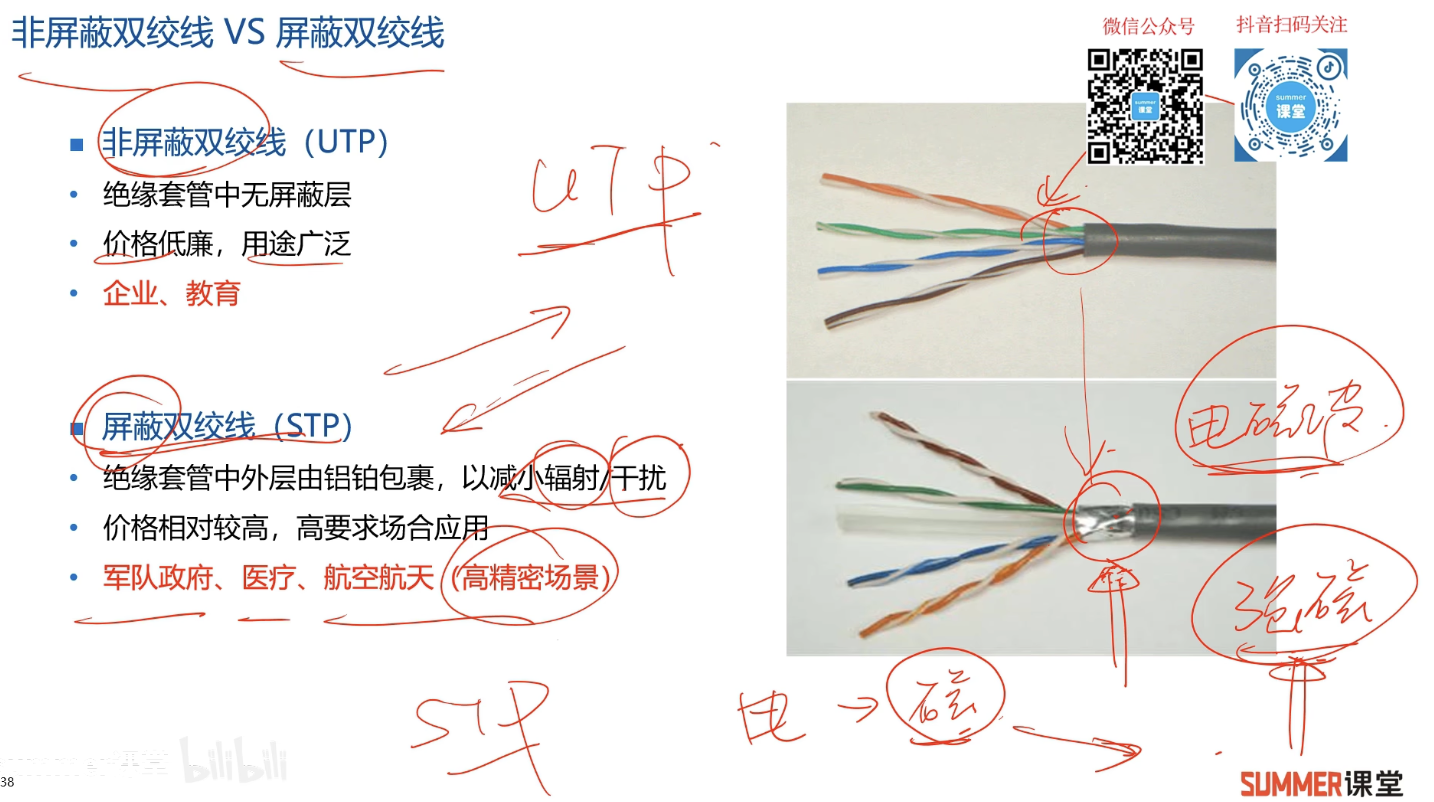 非屏蔽双绞线 VS 屏蔽双绞线
微信公众号
抖音扫码关注
summer
课堂
summer
课堂
■ 非屏蔽双绞线（UTP）
• 绝缘套管中无屏蔽层
• 价格低廉，用途广泛
• 企业、教育
UTP
■ 屏蔽双绞线（STP）
• 绝缘套管中外层由铝铂包裹，以减小辐射/干扰
• 价格相对较高，高要求场合应用
• 军队政府、医疗、航空航天（高精密场景）
电磁波
强磁
STP
电 → 磁
summer课堂 bilibili
38
SUMMER课堂